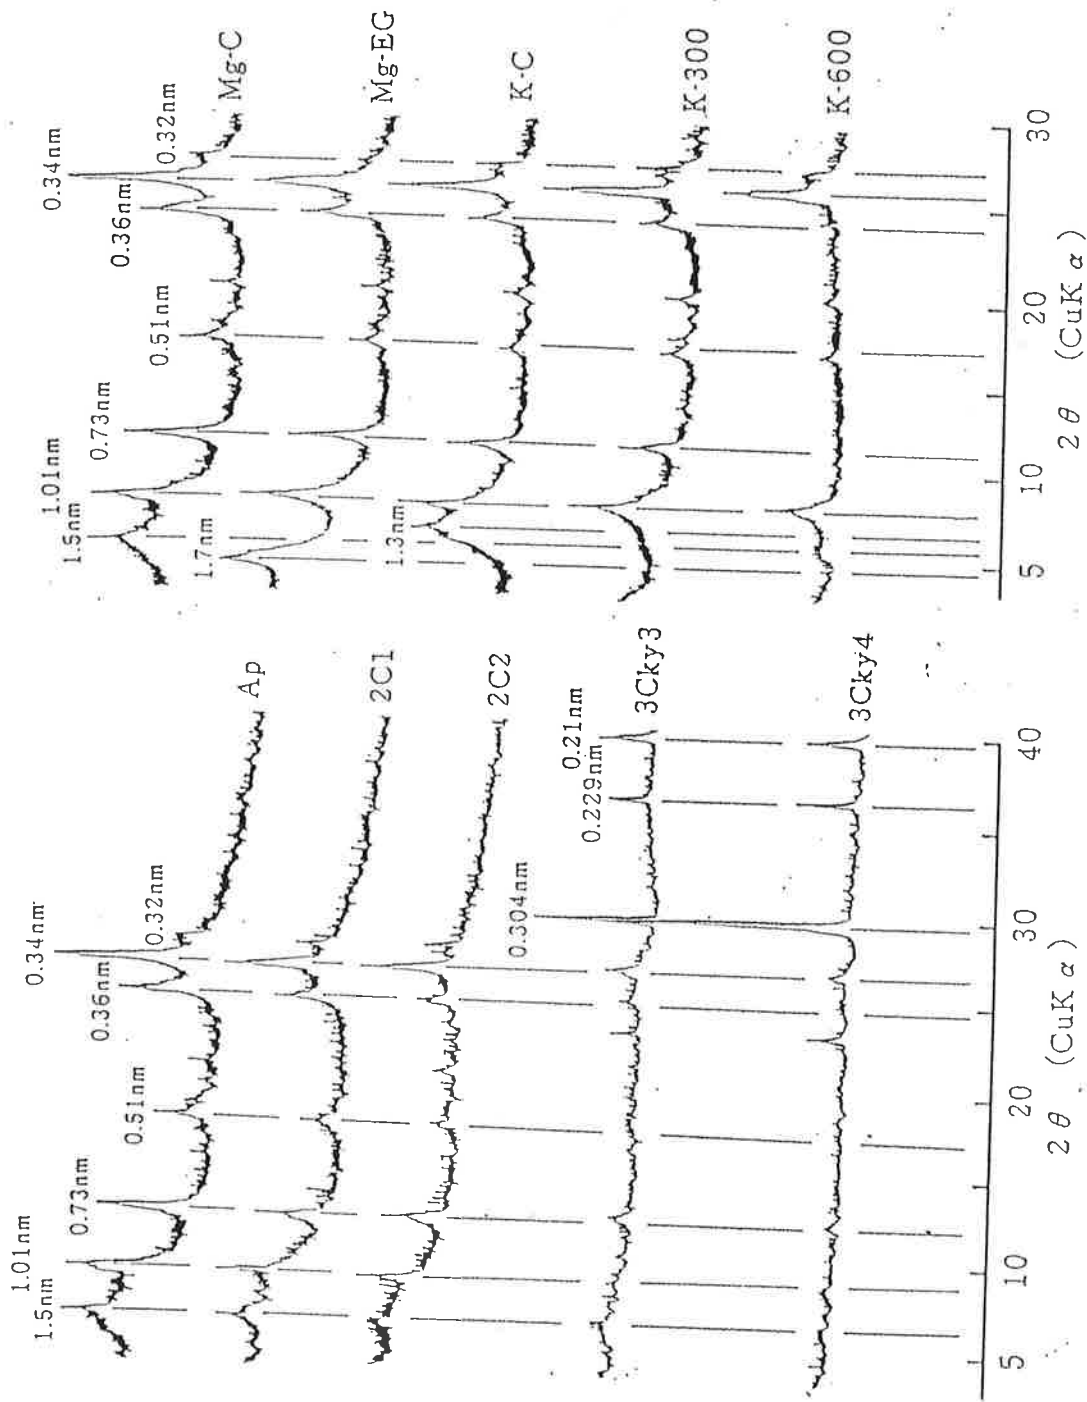 1.5nm
1.01nm
0.73nm
0.51nm
0.36nm
0.34nm
0.32nm
Ap
2C1
2C2
0.304nm
0.229nm
0.21nm
3Cky3
3Cky4
5 10 20 30 40
2θ (CuKα)
1.5nm
1.01nm
0.73nm
0.51nm
0.36nm
0.34nm
0.32nm
Mg-C
1.7nm
Mg-EG
1.3nm
K-C
K-300
K-600
5 10 20 30
2θ (CuKα)